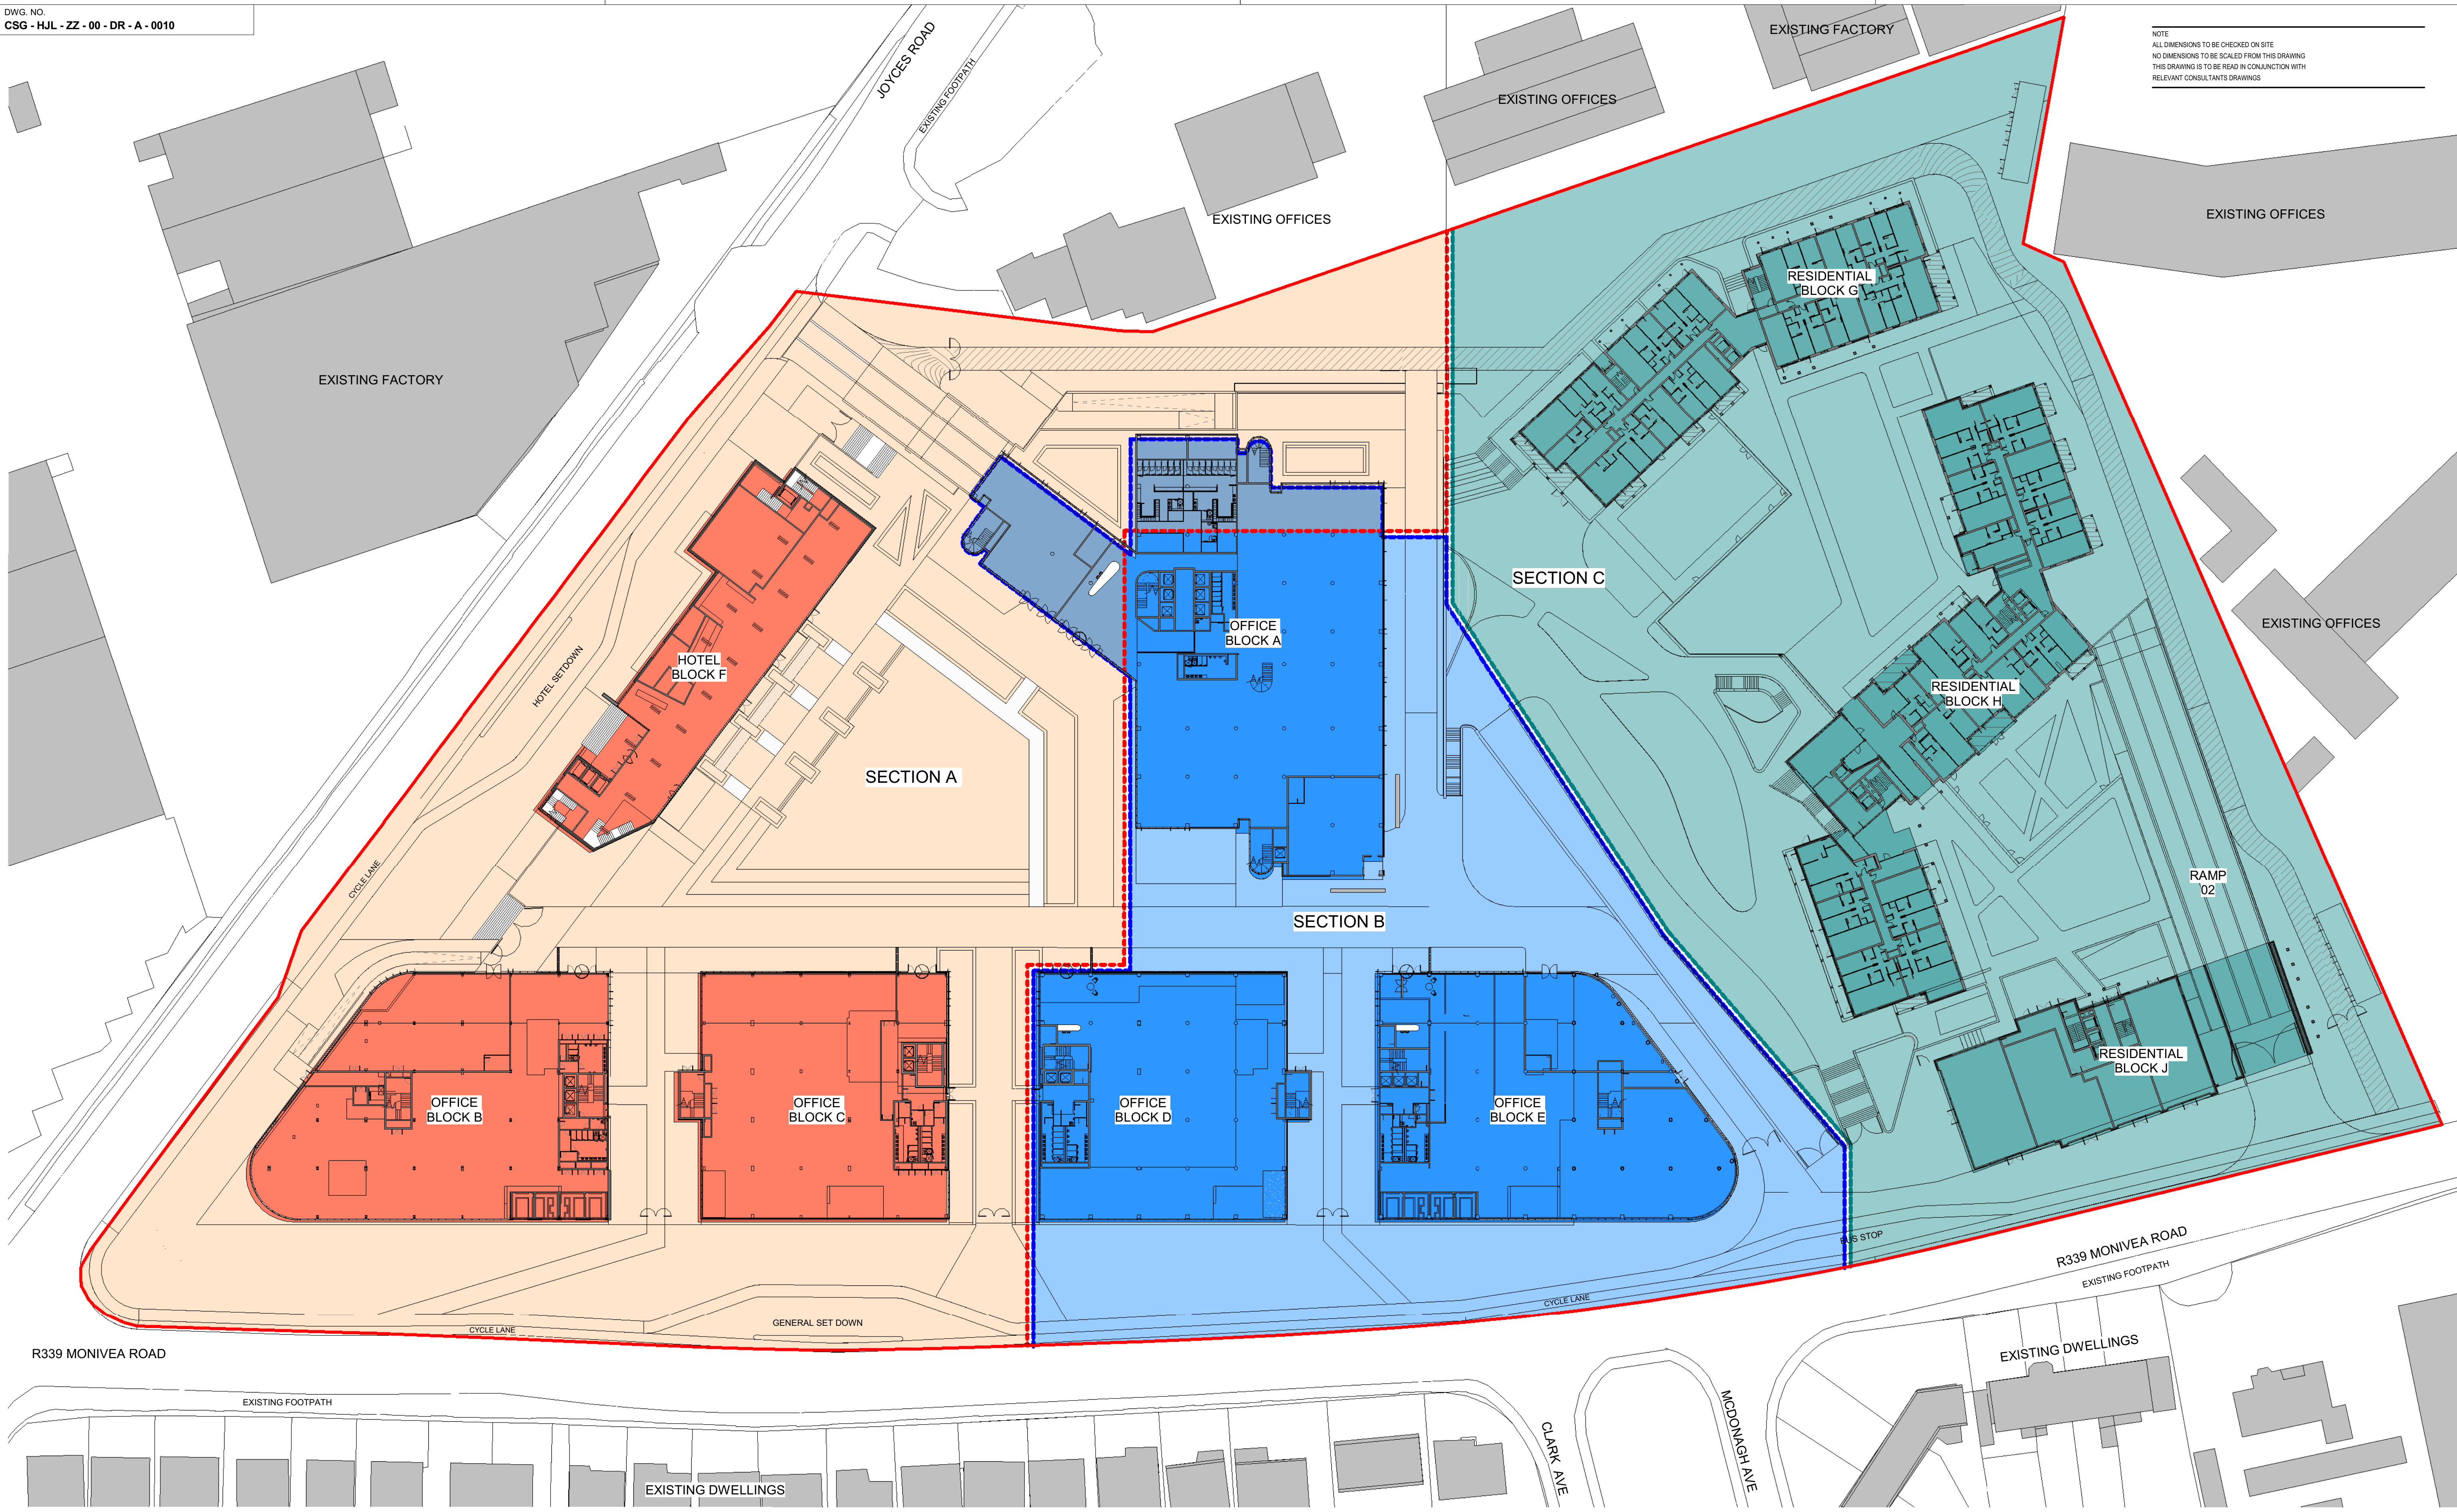 DWG. NO.
CSG - HJL - ZZ - 00 - DR - A - 0010
NOTE
ALL DIMENSIONS TO BE CHECKED ON SITE
NO DIMENSIONS TO BE SCALED FROM THIS DRAWING
THIS DRAWING IS TO BE READ IN CONJUNCTION WITH
RELEVANT CONSULTANTS DRAWINGS
JOYCES ROAD
EXISTING FOOTPATH
EXISTING FACTORY
EXISTING OFFICES
EXISTING OFFICES
EXISTING OFFICES
RESIDENTIAL
BLOCK G
EXISTING FACTORY
SECTION C
OFFICE
BLOCK A
EXISTING OFFICES
HOTEL
BLOCK F
HOTEL SETDOWN
RESIDENTIAL
BLOCK H
SECTION A
CYCLE LANE
RAMP
02
SECTION B
RESIDENTIAL
BLOCK J
OFFICE
BLOCK B
OFFICE
BLOCK C
OFFICE
BLOCK D
OFFICE
BLOCK E
BUS STOP
R339 MONIVEA ROAD
EXISTING FOOTPATH
CYCLE LANE
GENERAL SET DOWN
CYCLE LANE
R339 MONIVEA ROAD
EXISTING DWELLINGS
EXISTING FOOTPATH
CLARK AVE
MCDONAGH AVE
EXISTING DWELLINGS